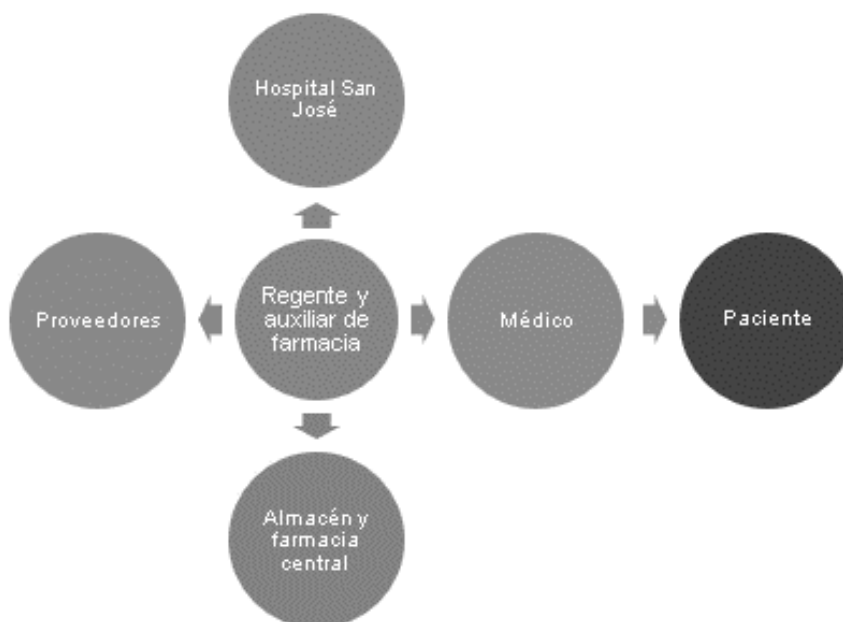 Hospital San
José
Proveedores
Regente y
auxiliar de
farmacia
Médico
Paciente
Almacén y
farmacia
central